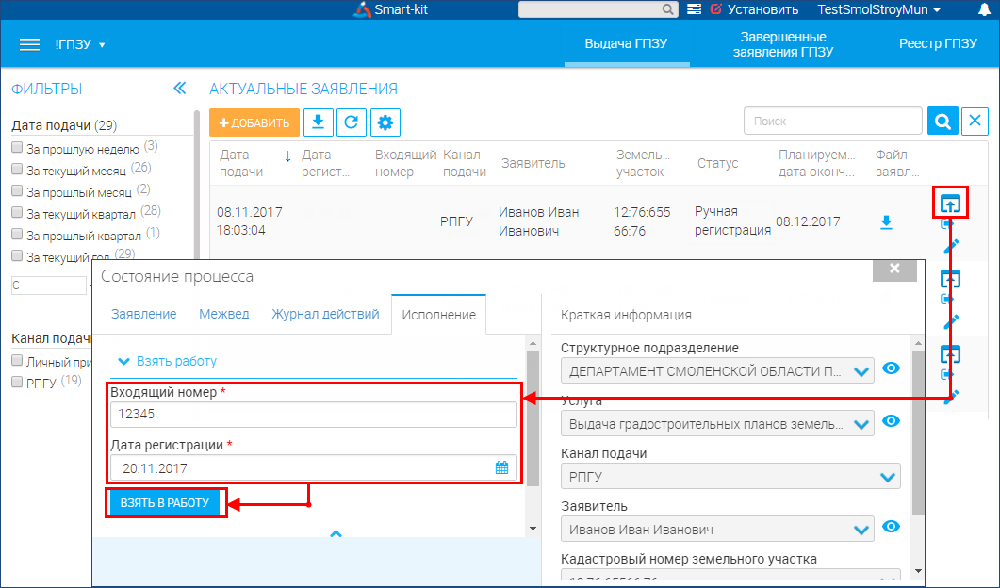 Smart-kit
Установить
TestSmolStroyMun
!ГПЗУ
Выдача ГПЗУ
Завершенные
заявления ГПЗУ
Реестр ГПЗУ
ФИЛЬТРЫ
Дата подачи (29)
За прошлую неделю (3)
За текущий месяц (26)
За прошлый месяц (2)
За текущий квартал (28)
За прошлый квартал (1)
За текущий год (29)
С
Канал подачи
Личный при
РПГУ (19)
АКТУАЛЬНЫЕ ЗАЯВЛЕНИЯ
+ ДОБАВИТЬ
Поиск
Дата
подачи
Дата
регист...
Входящий
номер
Канал
подачи
Заявитель
Земель...
участок
Статус
Планируем...
дата оконч...
Файл
заявл...
08.11.2017
18:03:04
РПГУ
Иванов Иван
Иванович
12:76:655
66:76
Ручная
регистрация
08.12.2017
Состояние процесса
Заявление
Межвед
Журнал действий
Исполнение
Взять работу
Входящий номер *
12345
Дата регистрации *
20.11.2017
ВЗЯТЬ В РАБОТУ
Краткая информация
Структурное подразделение
ДЕПАРТАМЕНТ СМОЛЕНСКОЙ ОБЛАСТИ П...
Услуга
Выдача градостроительных планов земель...
Канал подачи
РПГУ
Заявитель
Иванов Иван Иванович
Кадастровый номер земельного участка